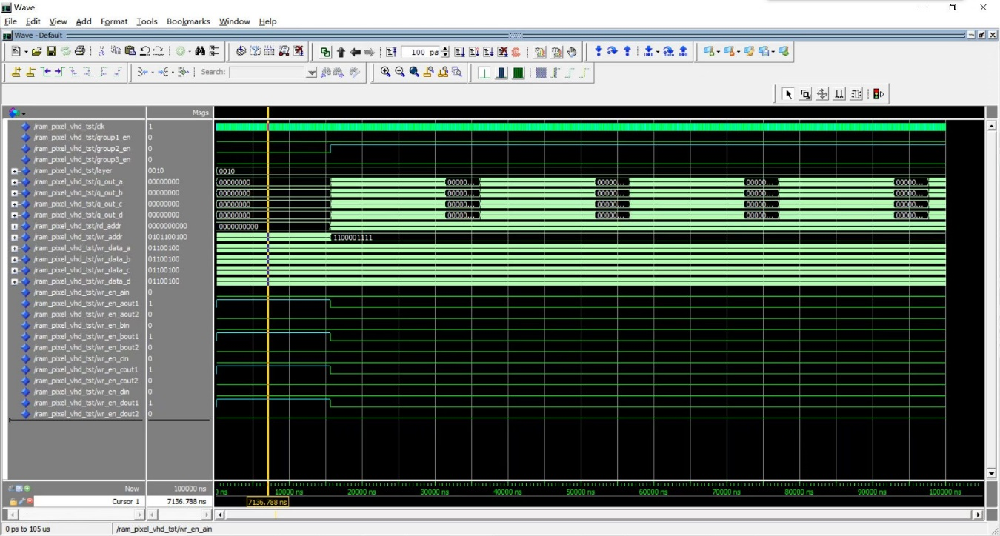 Wave
File Edit View Add Format Tools Bookmarks Window Help
Wave - Default
100 ps
Search:
Msgs
/ram_pixel_vhd_tst/clk 1
/ram_pixel_vhd_tst/group1_en 0
/ram_pixel_vhd_tst/group2_en 0
/ram_pixel_vhd_tst/group3_en 0
/ram_pixel_vhd_tst/layer 0010 0010
/ram_pixel_vhd_tst/q_out_a 00000000 00000000 00000... 00000... 00000... 00000...
/ram_pixel_vhd_tst/q_out_b 00000000 00000000 00000... 00000... 00000... 00000...
/ram_pixel_vhd_tst/q_out_c 00000000 00000000 00000... 00000... 00000... 00000...
/ram_pixel_vhd_tst/q_out_d 00000000 00000000 00000... 00000... 00000... 00000...
/ram_pixel_vhd_tst/rd_addr 0000000000 0000000000
/ram_pixel_vhd_tst/wr_addr 0101100100 1100001111
/ram_pixel_vhd_tst/wr_data_a 01100100
/ram_pixel_vhd_tst/wr_data_b 01100100
/ram_pixel_vhd_tst/wr_data_c 01100100
/ram_pixel_vhd_tst/wr_data_d 01100100
/ram_pixel_vhd_tst/wr_en_ain 0
/ram_pixel_vhd_tst/wr_en_aout1 1
/ram_pixel_vhd_tst/wr_en_aout2 0
/ram_pixel_vhd_tst/wr_en_bin 0
/ram_pixel_vhd_tst/wr_en_bout1 1
/ram_pixel_vhd_tst/wr_en_bout2 0
/ram_pixel_vhd_tst/wr_en_cin 0
/ram_pixel_vhd_tst/wr_en_cout1 1
/ram_pixel_vhd_tst/wr_en_cout2 0
/ram_pixel_vhd_tst/wr_en_din 0
/ram_pixel_vhd_tst/wr_en_dout1 1
/ram_pixel_vhd_tst/wr_en_dout2 0
Now 100000 ns ns 10000 ns 20000 ns 30000 ns 40000 ns 50000 ns 60000 ns 70000 ns 80000 ns 90000 ns 100000 ns
Cursor 1 7136.788 ns 7136.788 ns
0 ps to 105 us /ram_pixel_vhd_tst/wr_en_ain